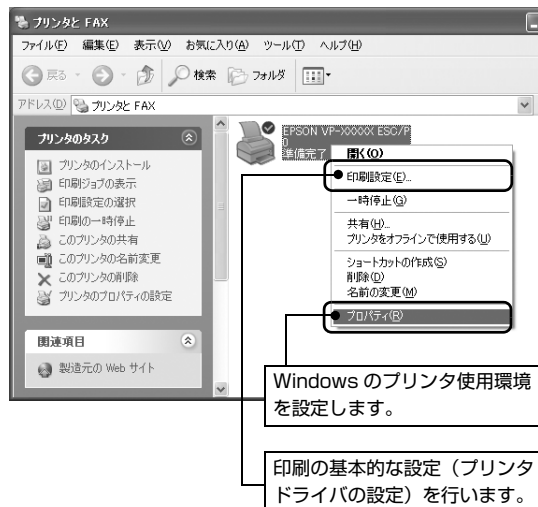 プリンタと FAX
ファイル(F) 編集(E) 表示(V) お気に入り(A) ツール(T) ヘルプ(H)
戻る 検索 フォルダ
アドレス(D) プリンタと FAX
プリンタのタスク
プリンタのインストール
印刷ジョブの表示
印刷設定の選択
印刷の一時停止
このプリンタの共有
このプリンタの名前変更
このプリンタの削除
プリンタのプロパティの設定
関連項目
製造元の Web サイト
EPSON VP-XXXXX ESC/P
0
準備完了
開く(O)
印刷設定(E)...
一時停止(G)
共有(H)...
プリンタをオフラインで使用する(U)
ショートカットの作成(S)
削除(D)
名前の変更(M)
プロパティ(R)
Windows のプリンタ使用環境
を設定します。
印刷の基本的な設定（プリンタ
ドライバの設定）を行います。